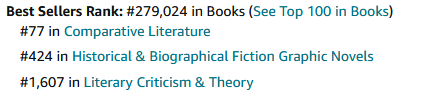 Best Sellers Rank: #279,024 in Books (See Top 100 in Books)
#77 in Comparative Literature
#424 in Historical & Biographical Fiction Graphic Novels
#1,607 in Literary Criticism & Theory